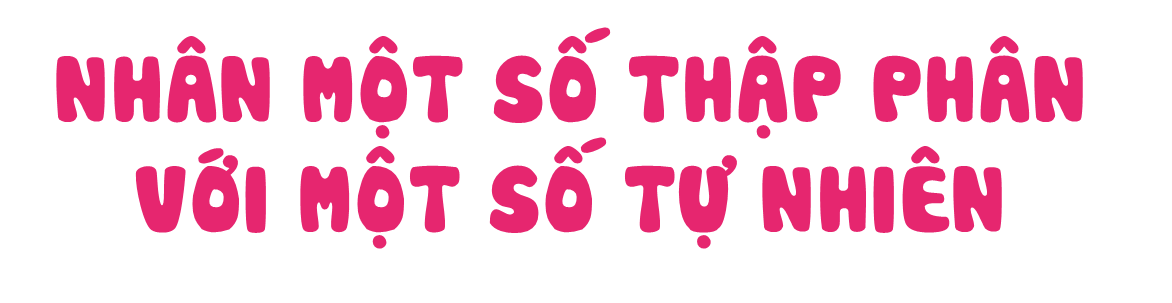 NHÂN MỘT SỐ THẬP PHÂN
VỚI MỘT SỐ TỰ NHIÊN